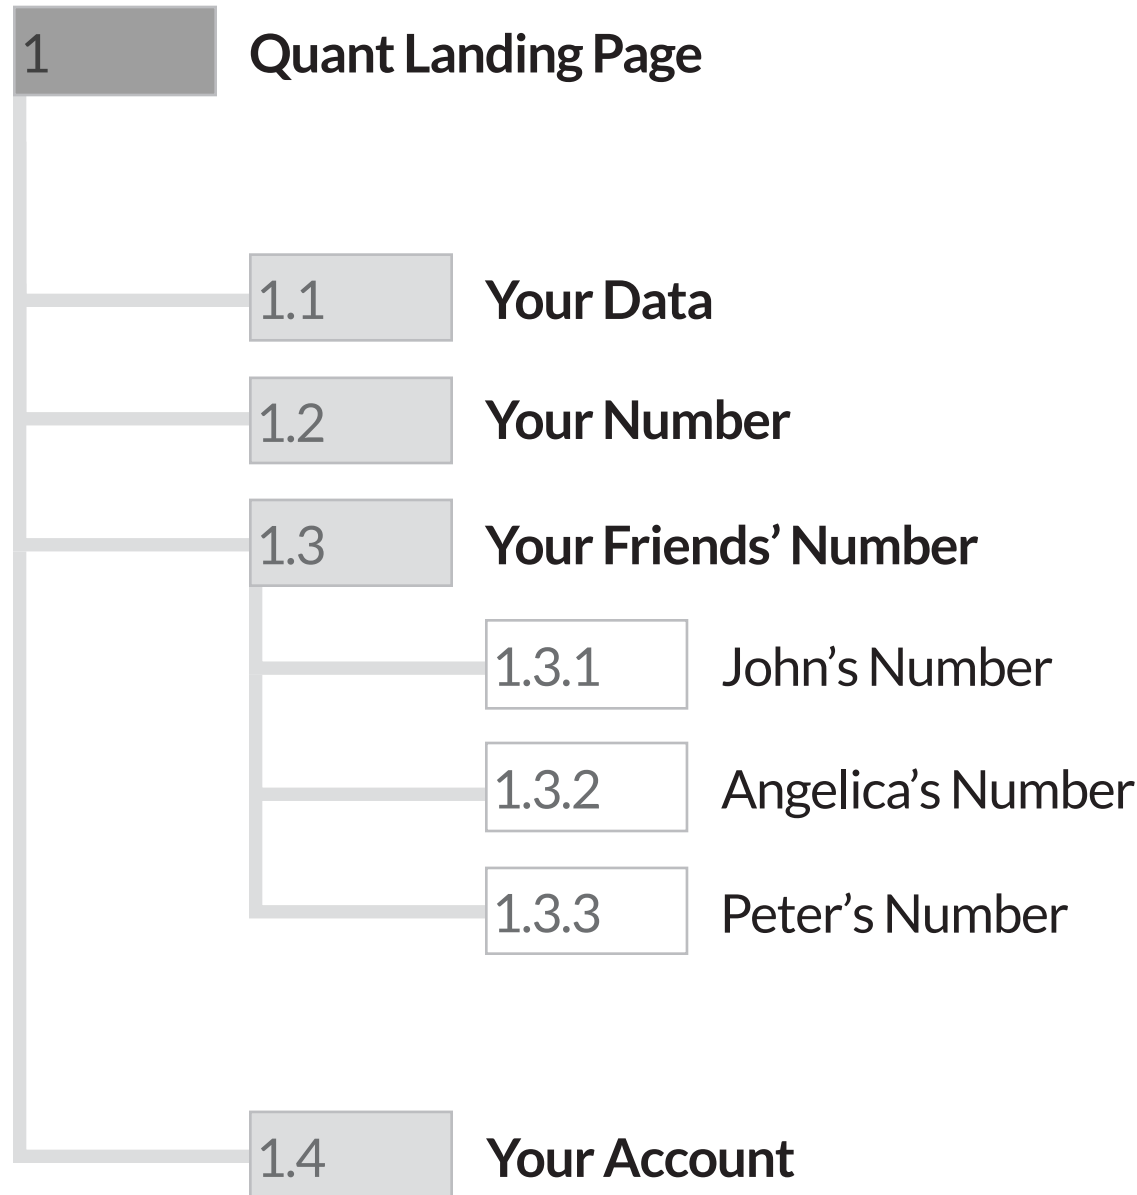 1 Quant Landing Page
1.1 Your Data
1.2 Your Number
1.3 Your Friends’ Number
1.3.1 John’s Number
1.3.2 Angelica’s Number
1.3.3 Peter’s Number
1.4 Your Account